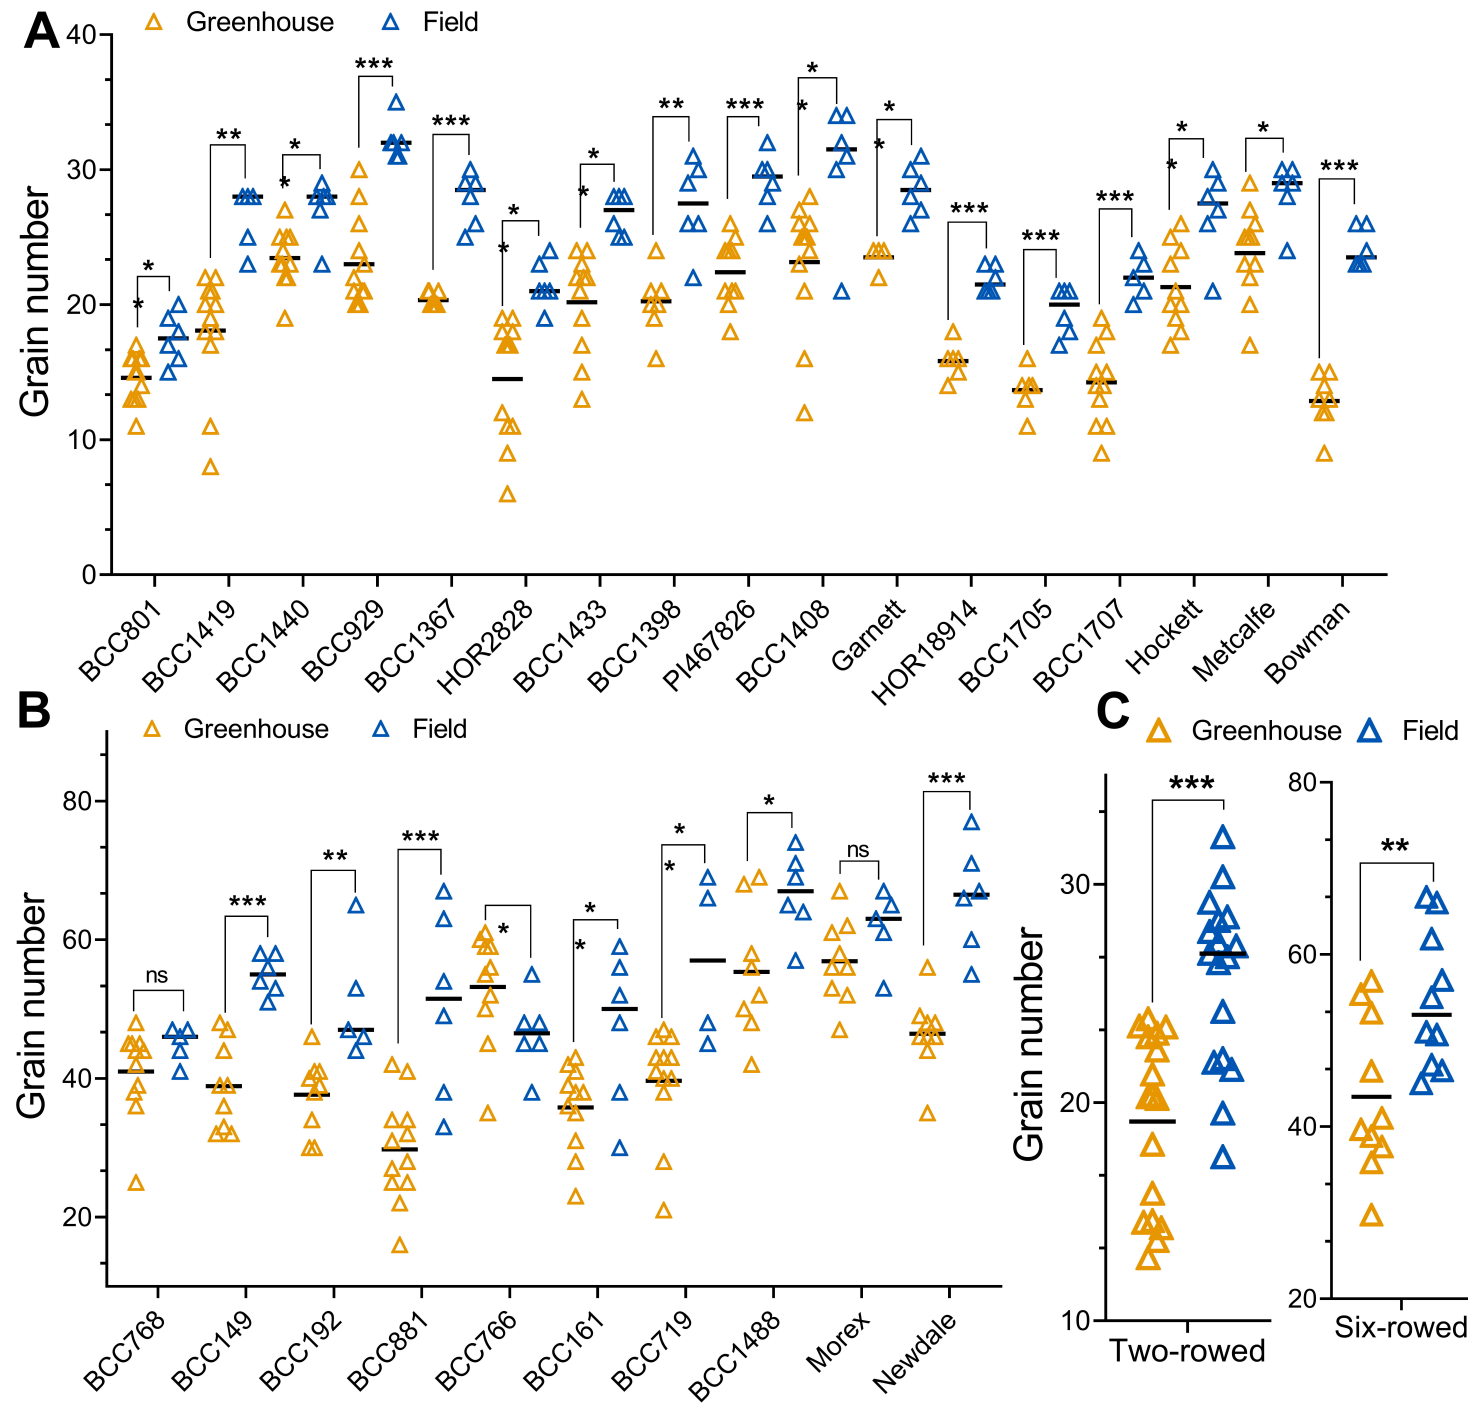 A
Greenhouse Field
Grain number
40
30
20
10
0
* * ** * * *** *** * * * * ** *** * * * * *** *** *** * * * ***
BCC801 BCC1419 BCC1440 BCC929 BCC1367 HOR2828 BCC1433 BCC1398 PI467826 BCC1408 Garnett HOR18914 BCC1705 BCC1707 Hockett Metcalfe Bowman
B
Greenhouse Field
Grain number
80
60
40
20
ns *** ** *** * * * * * * ns ***
BCC768 BCC149 BCC192 BCC881 BCC766 BCC161 BCC719 BCC1488 Morex Newdale
C
Greenhouse Field
Grain number
30
20
10
***
Two-rowed
80
60
40
20
**
Six-rowed